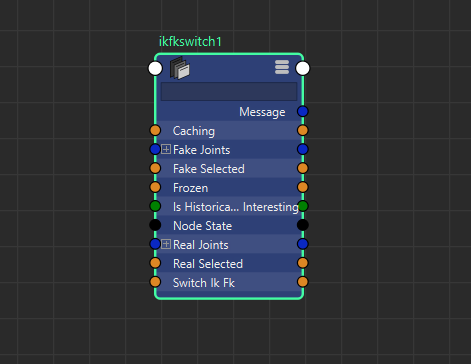 ikfkswitch1
Message
Caching
Fake Joints
Fake Selected
Frozen
Is Historica... Interesting
Node State
Real Joints
Real Selected
Switch Ik Fk